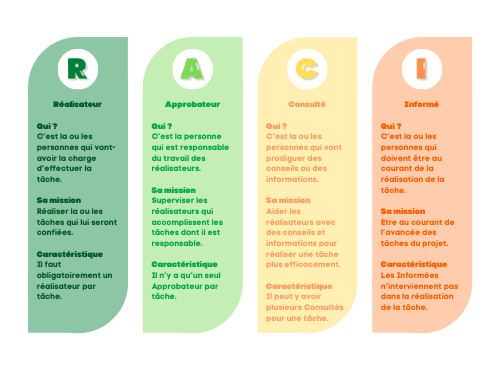 R
Réalisateur
Qui ?
C'est la ou les
personnes qui vont-
avoir la charge
d'effectuer la
tâche.
Sa mission
Réaliser la ou les
tâches qui lui seront
confiées.
Caractéristique
Il faut
obligatoirement un
réalisateur par
tâche.
A
Approbateur
Qui ?
C'est la personne
qui est responsable
du travail des
réalisateurs.
Sa mission
Superviser les
réalisateurs qui
accomplissent les
tâches dont il est
responsable.
Caractéristique
Il n'y a qu'un seul
Approbateur par
tâche.
C
Consulté
Qui ?
C'est la ou les
personnes qui vont
prodiguer des
conseils ou des
informations.
Sa mission
Aider les
réalisateurs avec
des conseils et
informations pour
réaliser une tâche
plus efficacement.
Caractéristique
Il peut y avoir
plusieurs Consultés
pour une tâche.
I
Informé
Qui ?
C'est la ou les
personnes qui
doivent être au
courant de la
réalisation de la
tâche.
Sa mission
Etre au courant de
l'avancée des
tâches du projet.
Caractéristique
Les Informées
n'interviennent pas
dans la réalisation
de la tâche.